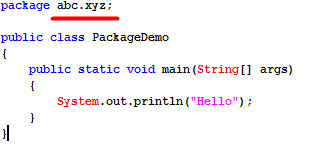 package abc.xyz;
public class PackageDemo
{
    public static void main(String[] args)
    {
        System.out.println("Hello");
    }
}